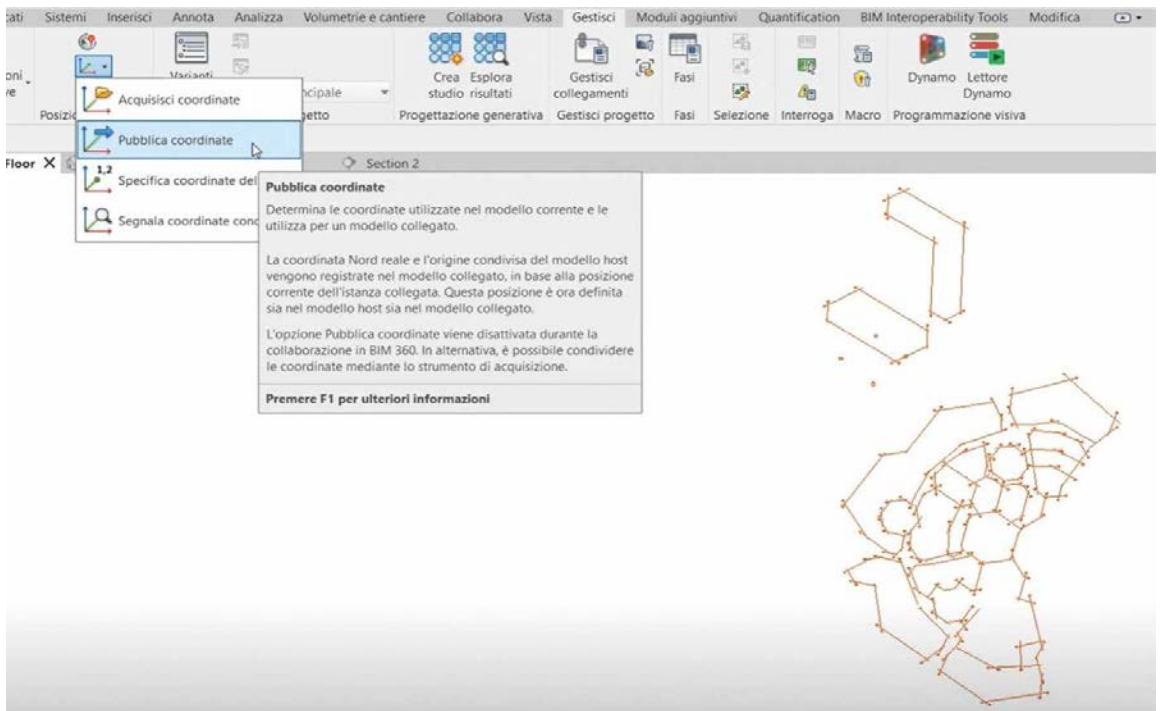 Sistemi Inserisci Annota Analizza Volumetrie e cantiere Collabora Vista Gestisci Moduli aggiuntivi Quantification BIM Interoperability Tools Modifica
Crea studio
Esplora risultati
Gestisci collegamenti
Fasi
Dynamo
Lettore Dynamo
Progettazione generativa Gestisci progetto Fasi Selezione Interroga Macro Programmazione visiva
Acquisisci coordinate
Pubblica coordinate
Specifica coordinate del
Segnala coordinate
Floor X
Section 2
Pubblica coordinate
Determina le coordinate utilizzate nel modello corrente e le
utilizza per un modello collegato.
La coordinata Nord reale e l'origine condivisa del modello host
vengono registrate nel modello collegato, in base alla posizione
corrente dell'istanza collegata. Questa posizione è ora definita
sia nel modello host sia nel modello collegato.
L'opzione Pubblica coordinate viene disattivata durante la
collaborazione in BIM 360. In alternativa, è possibile condividere
le coordinate mediante lo strumento di acquisizione.
Premere F1 per ulteriori informazioni